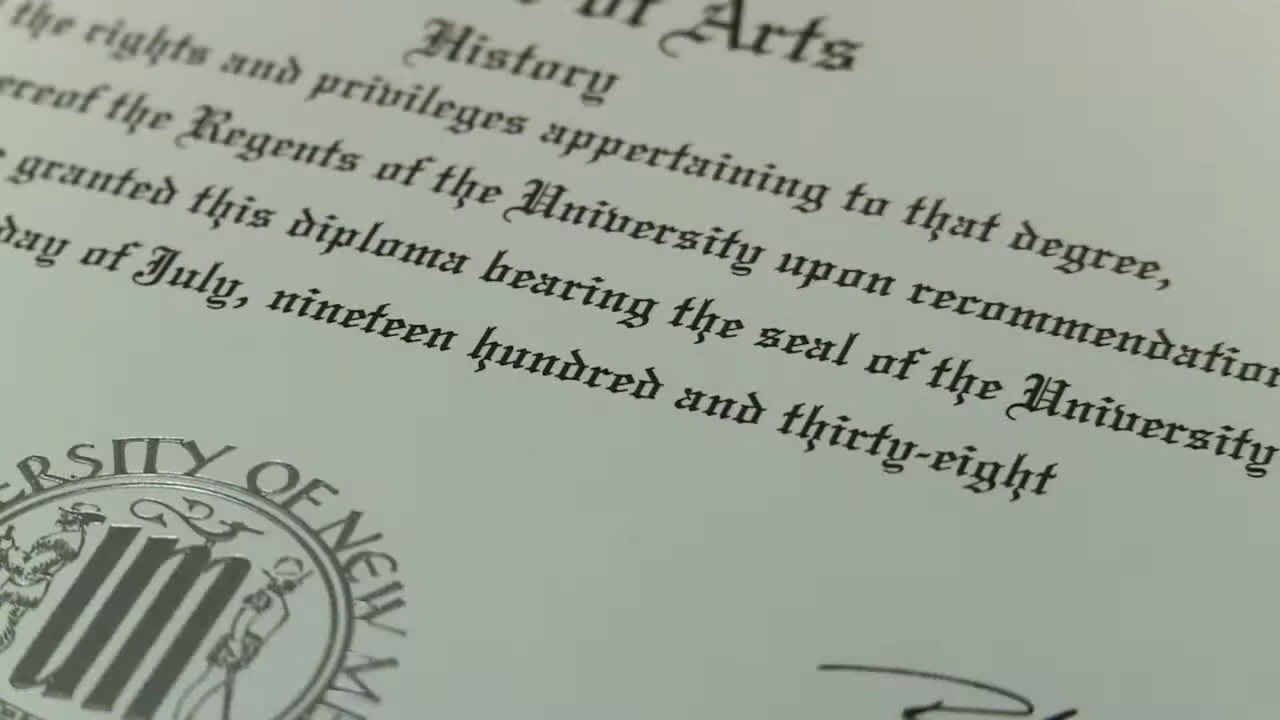 of Arts
History
the rights and privileges appertaining to that degree,
ereof the Regents of the University upon recommendation
granted this diploma bearing the seal of the University
day of July, nineteen hundred and thirty-eight
ERSITY OF NEW M
UM